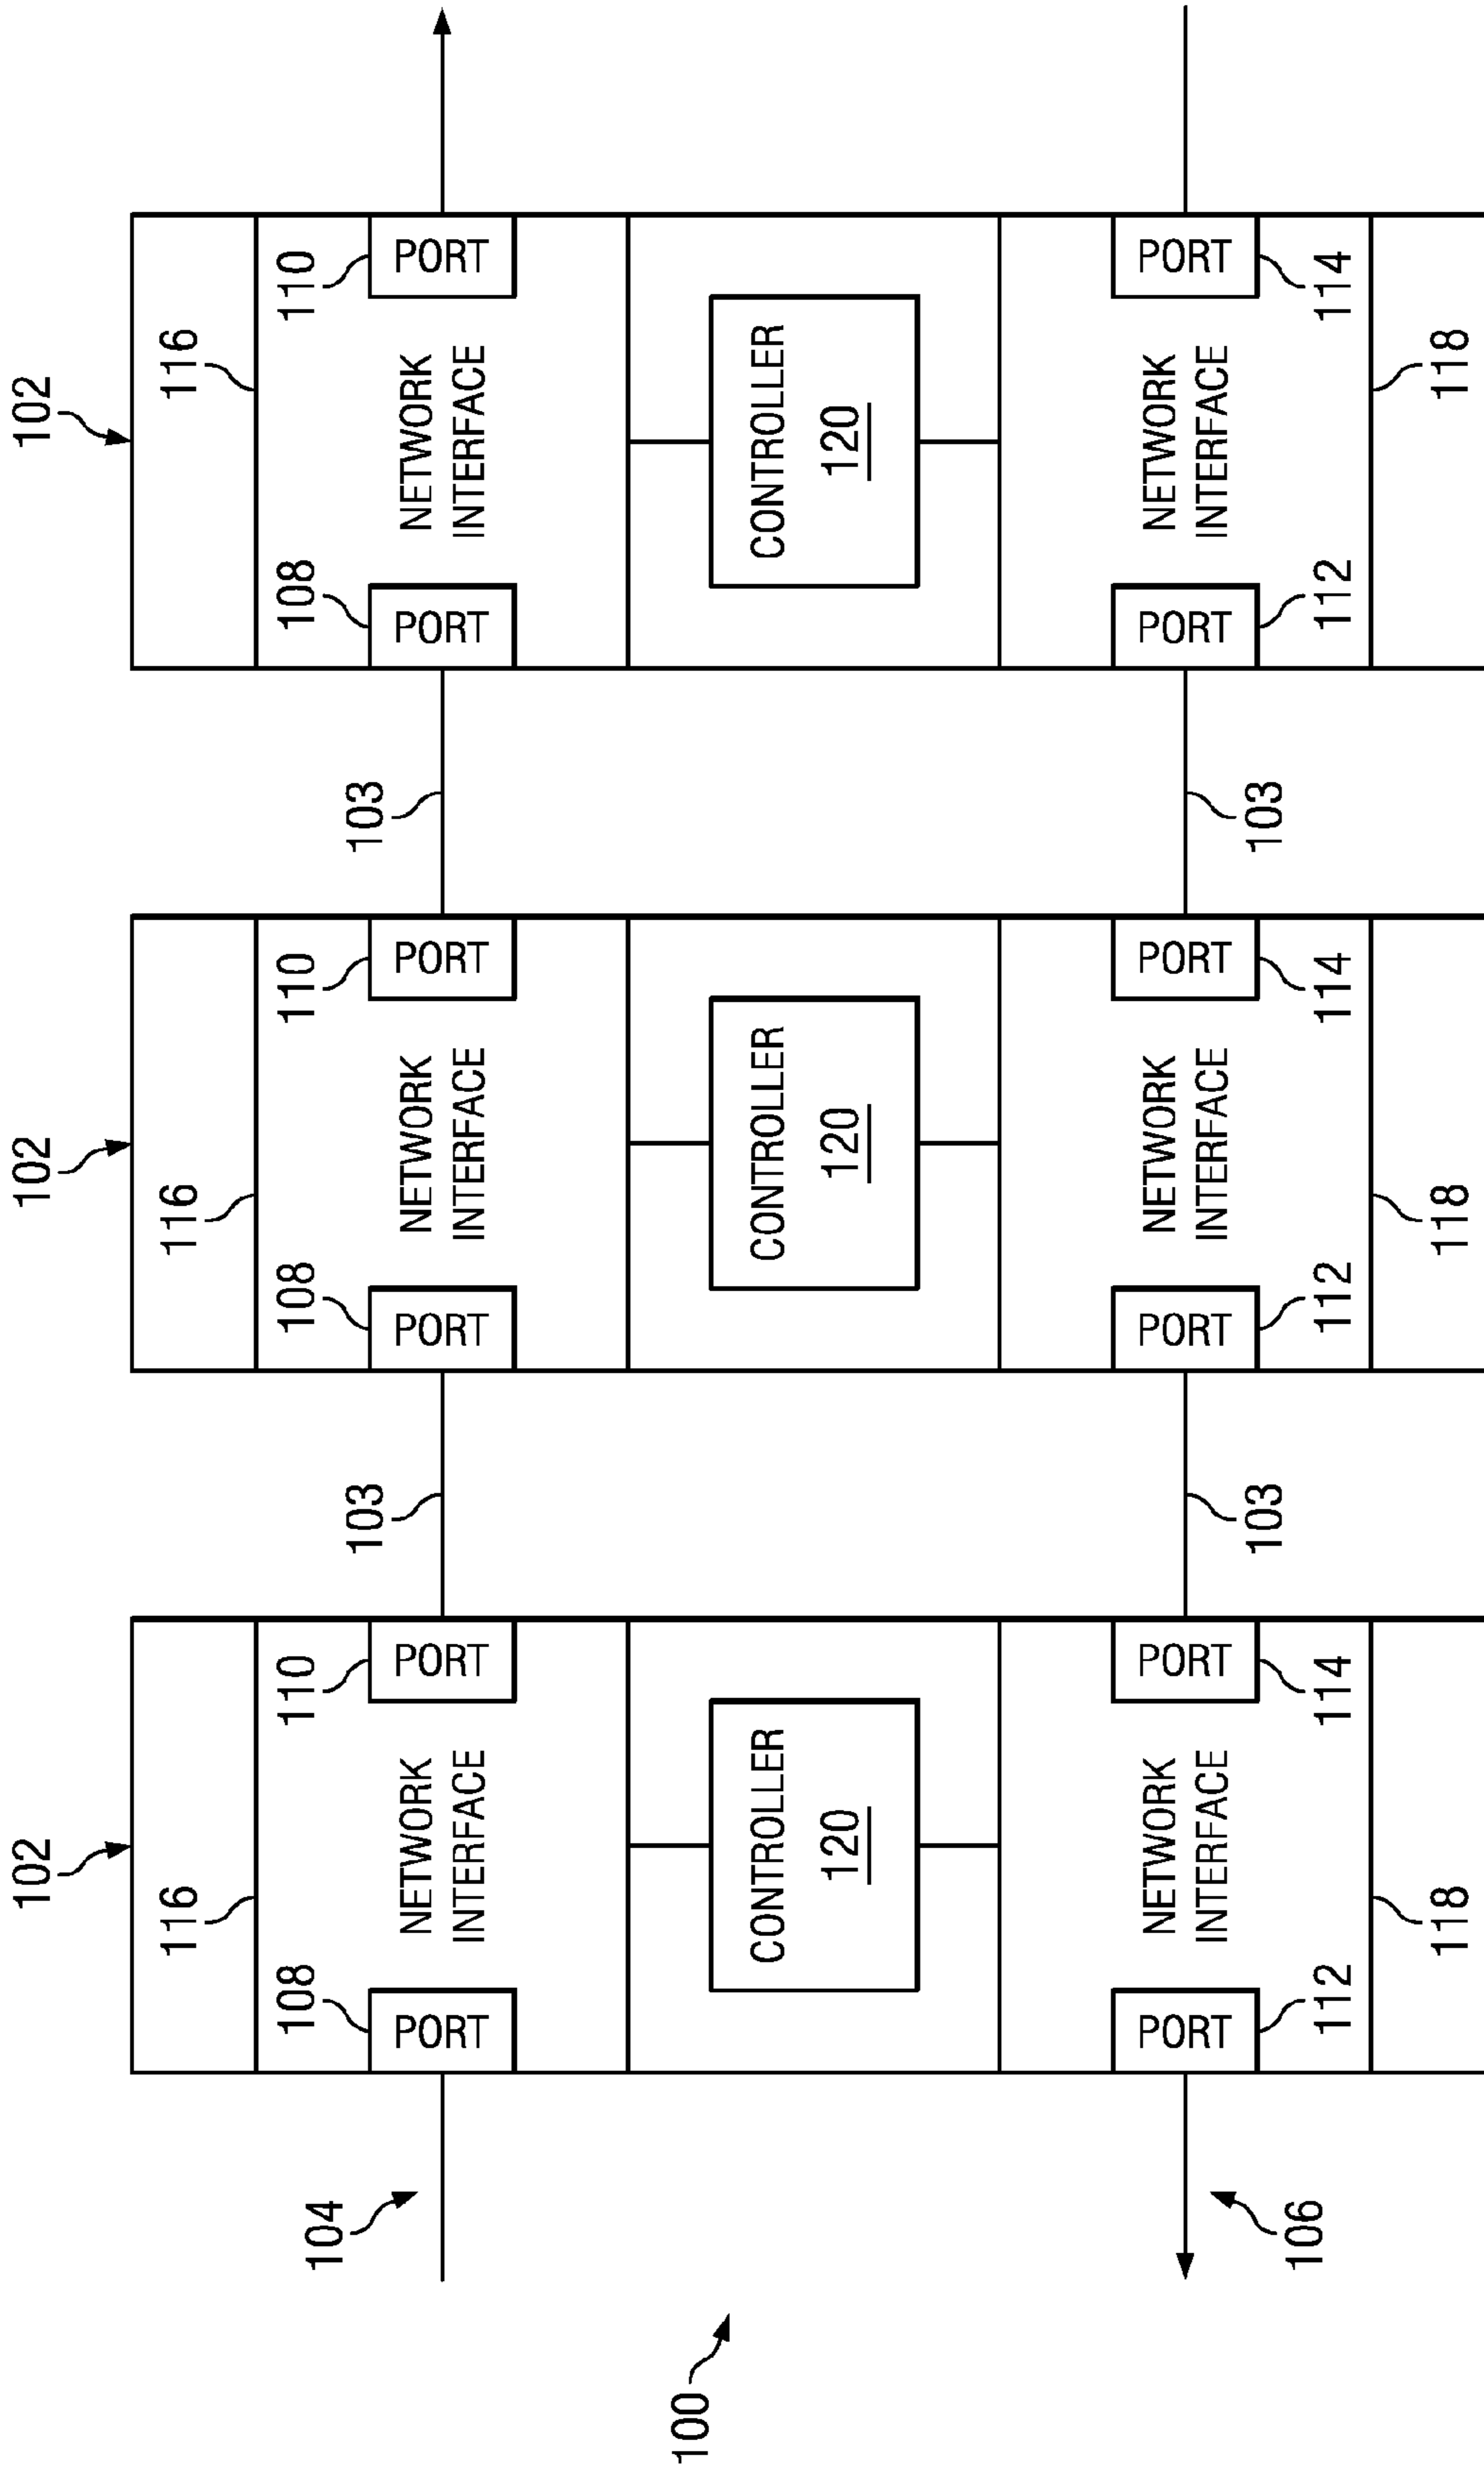 102
102
102
116
116
116
108
110
108
110
108
110
104
103
103
PORT
NETWORK
INTERFACE
PORT
PORT
NETWORK
INTERFACE
PORT
PORT
NETWORK
INTERFACE
PORT
100
CONTROLLER
120
CONTROLLER
120
CONTROLLER
120
PORT
NETWORK
INTERFACE
PORT
PORT
NETWORK
INTERFACE
PORT
PORT
NETWORK
INTERFACE
PORT
103
103
106
112
114
112
114
112
114
118
118
118